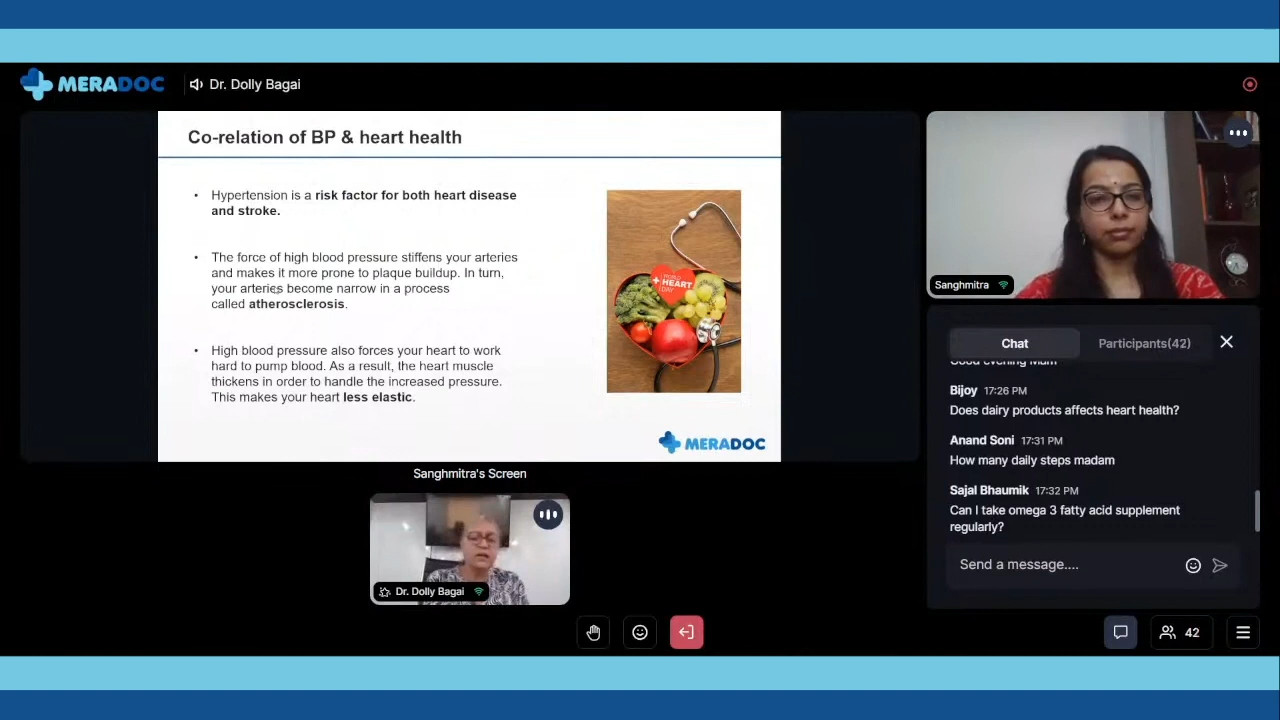 MERADOC
Dr. Dolly Bagai
Co-relation of BP & heart health
• Hypertension is a risk factor for both heart disease
and stroke.
• The force of high blood pressure stiffens your arteries
and makes it more prone to plaque buildup. In turn,
your arteries become narrow in a process
called atherosclerosis.
• High blood pressure also forces your heart to work
hard to pump blood. As a result, the heart muscle
thickens in order to handle the increased pressure.
This makes your heart less elastic.
HEART
DAY
MERADOC
Sanghmitra's Screen
Dr. Dolly Bagai
Sanghmitra
Chat
Participants(42)
Good evening Mam
Bijoy 17:26 PM
Does dairy products affects heart health?
Anand Soni 17:31 PM
How many daily steps madam
Sajal Bhaumik 17:32 PM
Can I take omega 3 fatty acid supplement
regularly?
Send a message....
42